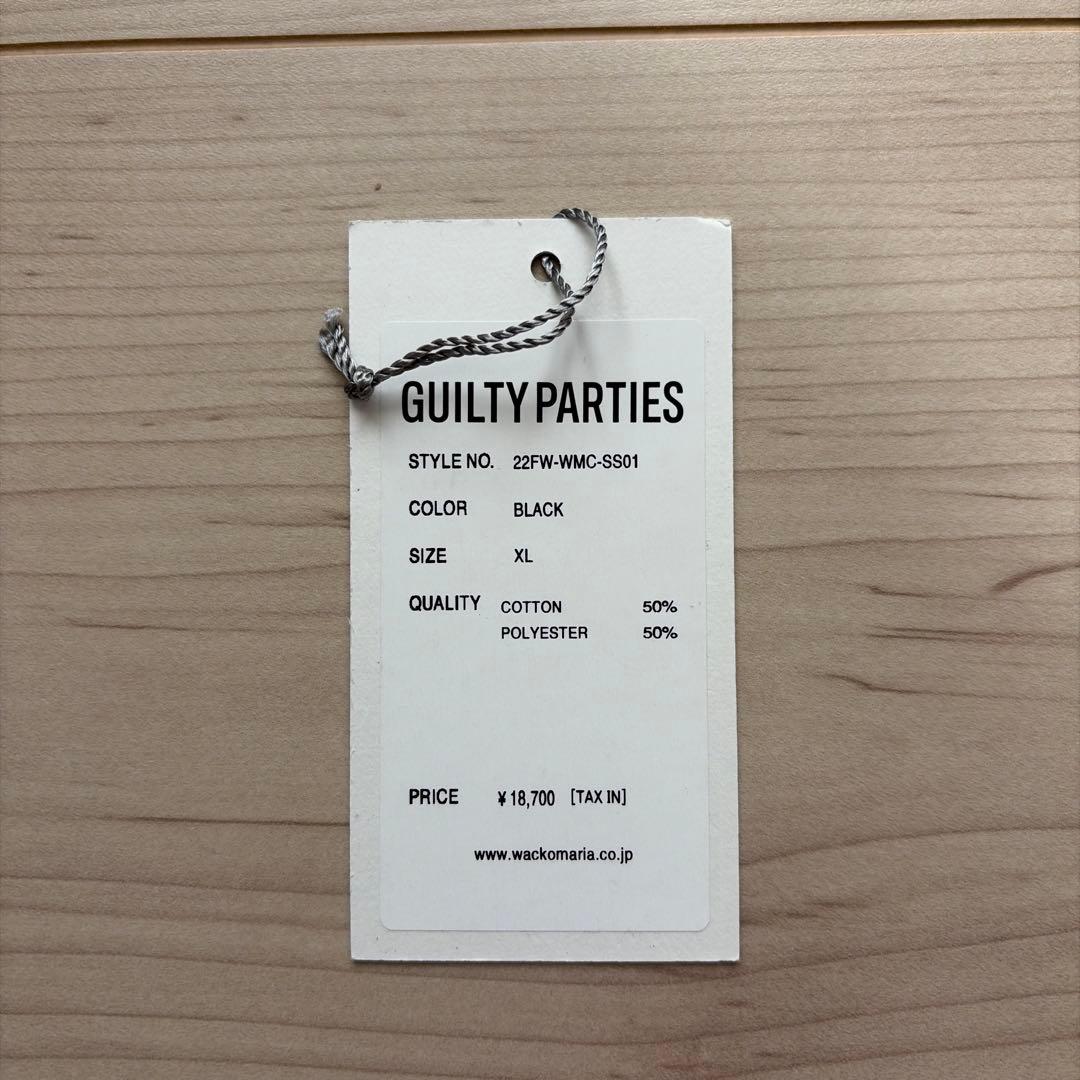 GUILTY PARTIES
STYLE NO. 22FW-WMC-SS01
COLOR BLACK
SIZE XL
QUALITY COTTON 50%
POLYESTER 50%
PRICE ¥18,700 [TAX IN]
www.wackomaria.co.jp